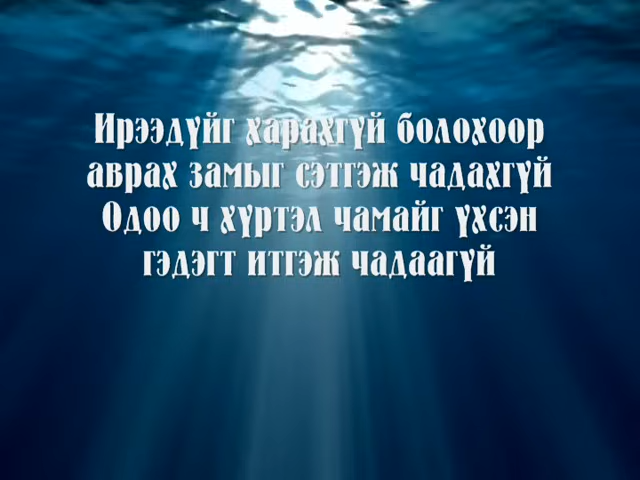 Ирээдүйг харахгүй болохоор
аврах замыг сэтгэж чадахгүй
Одоо ч хүртэл чамайг үхсэн
гэдэгт итгэж чадаагүй